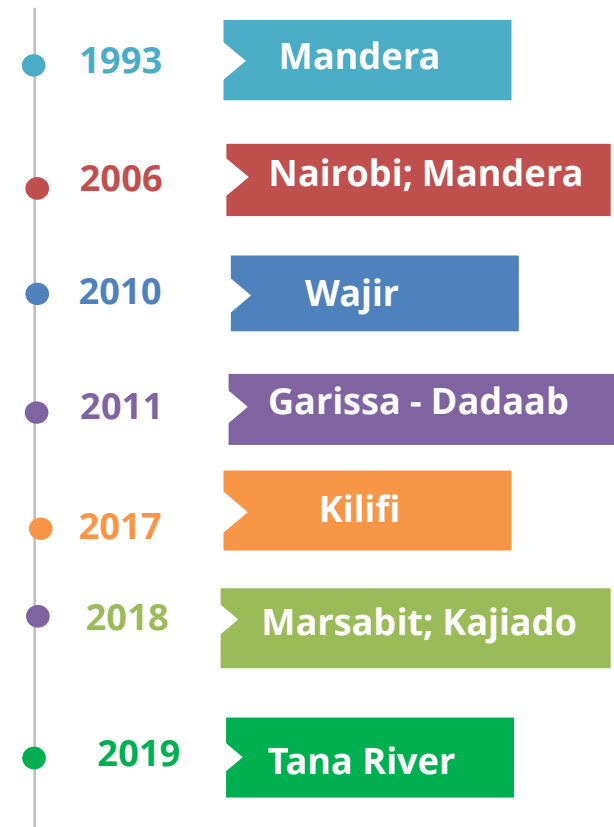 1993 Mandera
2006 Nairobi; Mandera
2010 Wajir
2011 Garissa - Dadaab
2017 Kilifi
2018 Marsabit; Kajiado
2019 Tana River